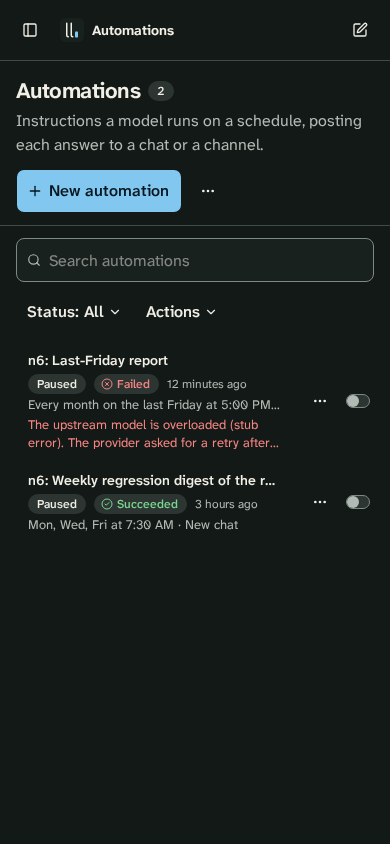 Automations
Automations 2
Instructions a model runs on a schedule, posting
each answer to a chat or a channel.
+ New automation ...
Search automations
Status: All Actions
n6: Last-Friday report
Paused Failed 12 minutes ago
Every month on the last Friday at 5:00 PM...
The upstream model is overloaded (stub
error). The provider asked for a retry after...
n6: Weekly regression digest of the r...
Paused Succeeded 3 hours ago
Mon, Wed, Fri at 7:30 AM · New chat